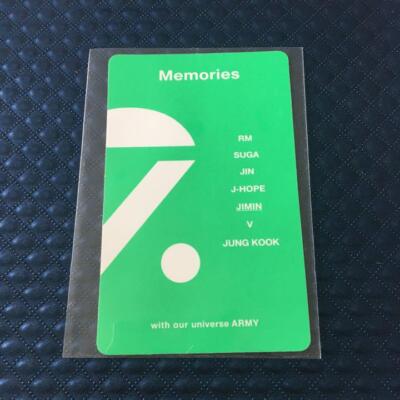 Memories
RM
SUGA
JIN
J-HOPE
JIMIN
V
JUNG KOOK
with our universe ARMY